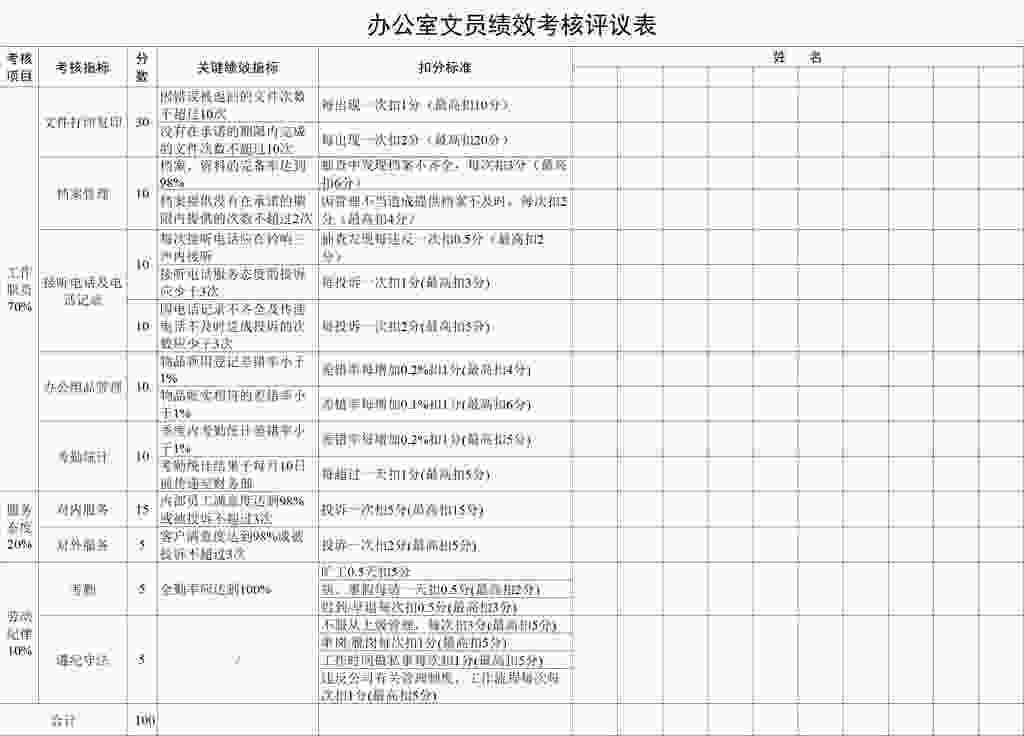 办公室文员绩效考核评议表
考核项目
考核指标
分数
关键绩效指标
扣分标准
姓 名
工作职责70%
文件打印复印
30
因错误被返回的文件次数
不超过10次
每出现一次扣1分（最高扣10分）
没有在承诺的期限内完成
的文件次数不超过10次
每出现一次扣2分（最高扣20分）
档案管理
10
档案、资料的完备率达到
98%
抽查中发现档案不齐全，每次扣3分（最高
扣6分）
档案提供没有在承诺的期
限内提供的次数不超过2次
因管理不当造成提供档案不及时，每次扣2
分（最高扣4分）
接听电话及电
话记录
10
每次接听电话应在铃响三
声内接听
抽查发现每违反一次扣0.5分（最高扣2
分）
接听电话服务态度的投诉
应少于3次
每投诉一次扣1分(最高扣3分)
10
因电话记录不齐全及传递
电话不及时造成投诉的次
数应少于3次
每投诉一次扣2分(最高扣5分)
办公用品管理
10
物品领用登记差错率小于
1%
差错率每增加0.2%扣1分(最高扣4分)
物品账实相符的差错率小
于1%
差错率每增加0.1%扣1分(最高扣6分)
考勤统计
10
季度内考勤统计差错率小
于1%
差错率每增加0.2%扣1分(最高扣5分)
考勤统计结果于每月10日
前传递至财务部
每超过一天扣1分(最高扣5分)
服务态度20%
对内服务
15
内部员工满意度达到98%
或被投诉不超过3次
投诉一次扣5分(最高扣15分)
对外服务
5
客户满意度达到98%或被
投诉不超过3次
投诉一次扣2分(最高扣5分)
劳动纪律10%
考勤
5
全勤率应达到100%
旷工0.5天扣5分
病、事假每请一天扣0.5分(最高扣2分)
迟到/早退每次扣0.5分(最高扣3分)
遵纪守法
5
/
不服从上级管理，每次扣3分(最高扣5分)
串岗/脱岗每次扣1分(最高扣5分)
工作时间做私事每次扣1分(最高扣5分)
违反公司有关管理制度、工作流程每次每
次扣1分(最高扣5分)
合计
100